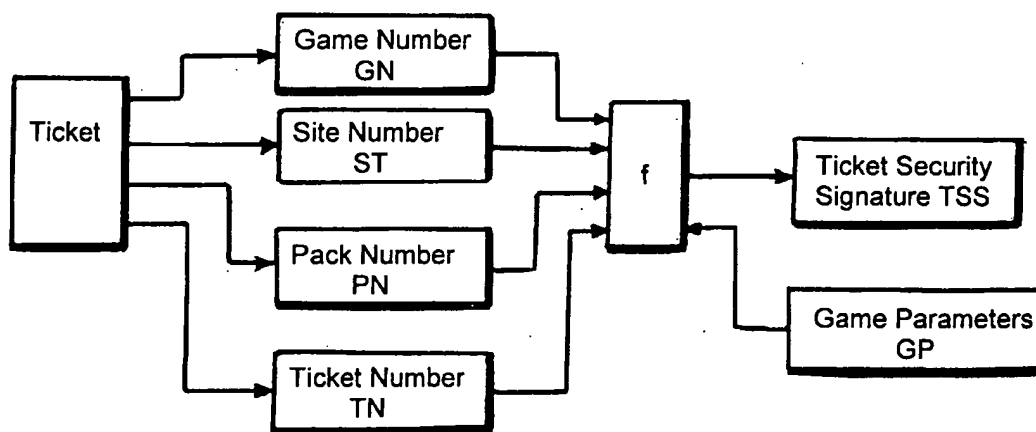 Ticket
Game Number
GN
Site Number
ST
Pack Number
PN
Ticket Number
TN
f
Ticket Security
Signature TSS
Game Parameters
GP